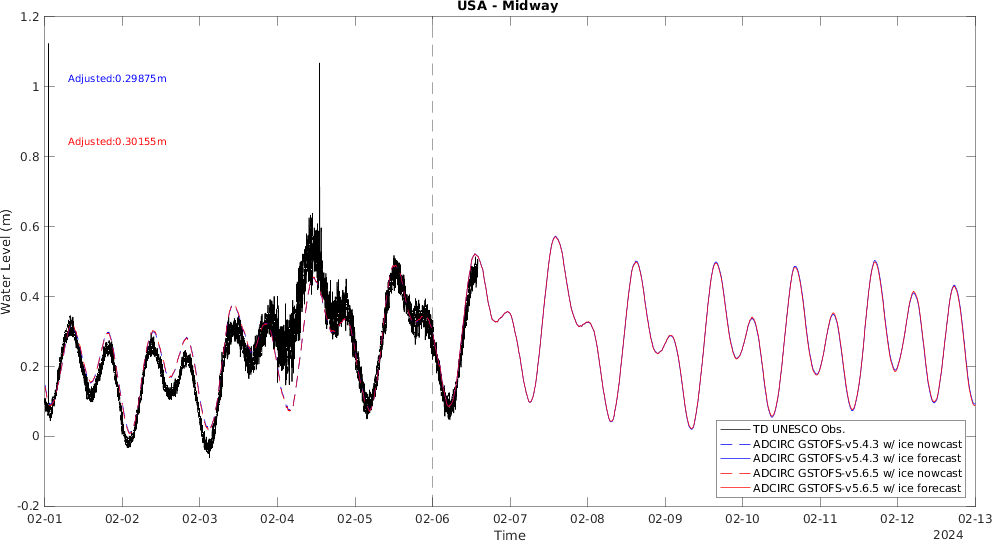 USA - Midway
1.2
1
0.8
0.6
0.4
0.2
0
-0.2
Water Level (m)
Adjusted:0.29875m
Adjusted:0.30155m
TD UNESCO Obs.
ADCIRC GSTOFS-v5.4.3 w/ ice nowcast
ADCIRC GSTOFS-v5.4.3 w/ ice forecast
ADCIRC GSTOFS-v5.6.5 w/ ice nowcast
ADCIRC GSTOFS-v5.6.5 w/ ice forecast
02-01 02-02 02-03 02-04 02-05 02-06 02-07 02-08 02-09 02-10 02-11 02-12 02-13
Time
2024